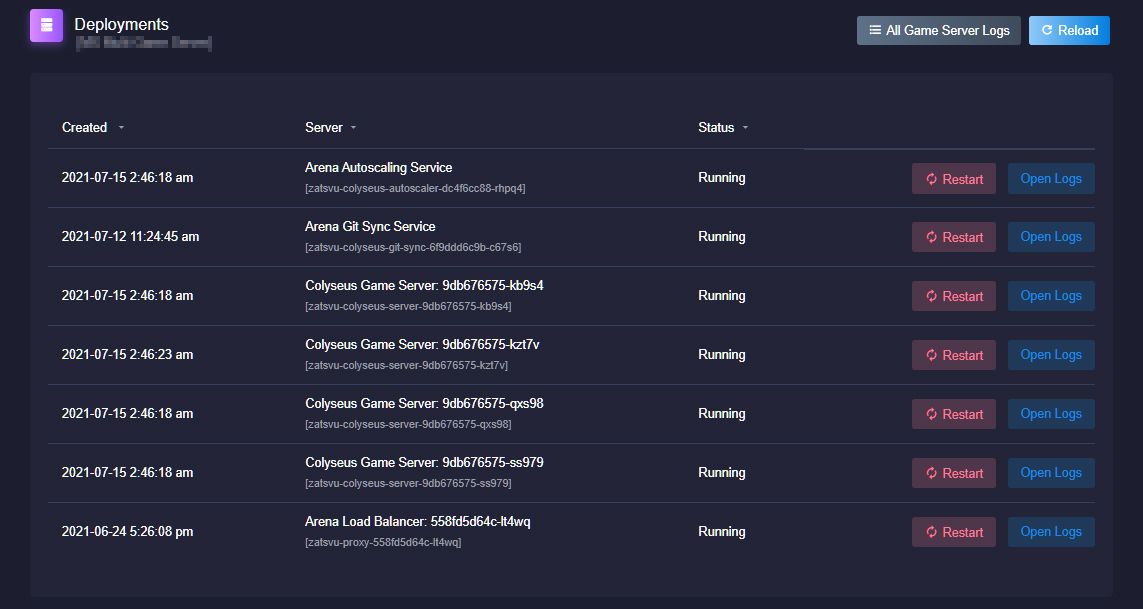 Deployments
All Game Server Logs
Reload
Created Server Status
Arena Autoscaling Service
2021-07-15 2:46:18 am Running Restart Open Logs
[zatsvu-colyseus-autoscaler-dc4f6cc88-rhpq4]
Arena Git Sync Service
2021-07-12 11:24:45 am Running Restart Open Logs
[zatsvu-colyseus-git-sync-6f9ddd6c9b-c67s6]
Colyseus Game Server: 9db676575-kb9s4
2021-07-15 2:46:18 am Running Restart Open Logs
[zatsvu-colyseus-server-9db676575-kb9s4]
Colyseus Game Server: 9db676575-kzt7v
2021-07-15 2:46:23 am Running Restart Open Logs
[zatsvu-colyseus-server-9db676575-kzt7v]
Colyseus Game Server: 9db676575-qxs98
2021-07-15 2:46:18 am Running Restart Open Logs
[zatsvu-colyseus-server-9db676575-qxs98]
Colyseus Game Server: 9db676575-ss979
2021-07-15 2:46:18 am Running Restart Open Logs
[zatsvu-colyseus-server-9db676575-ss979]
Arena Load Balancer: 558fd5d64c-lt4wq
2021-06-24 5:26:08 pm Running Restart Open Logs
[zatsvu-proxy-558fd5d64c-lt4wq]